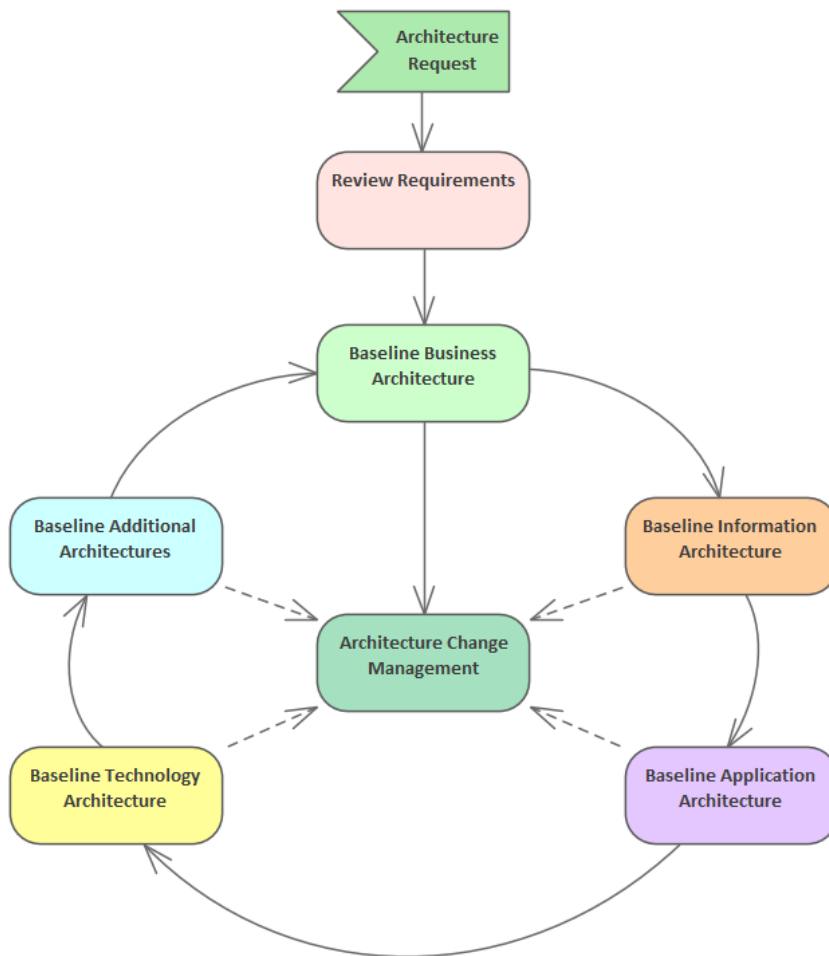 Architecture
Request
Review Requirements
Baseline Business
Architecture
Baseline Additional
Architectures
Baseline Information
Architecture
Architecture Change
Management
Baseline Technology
Architecture
Baseline Application
Architecture